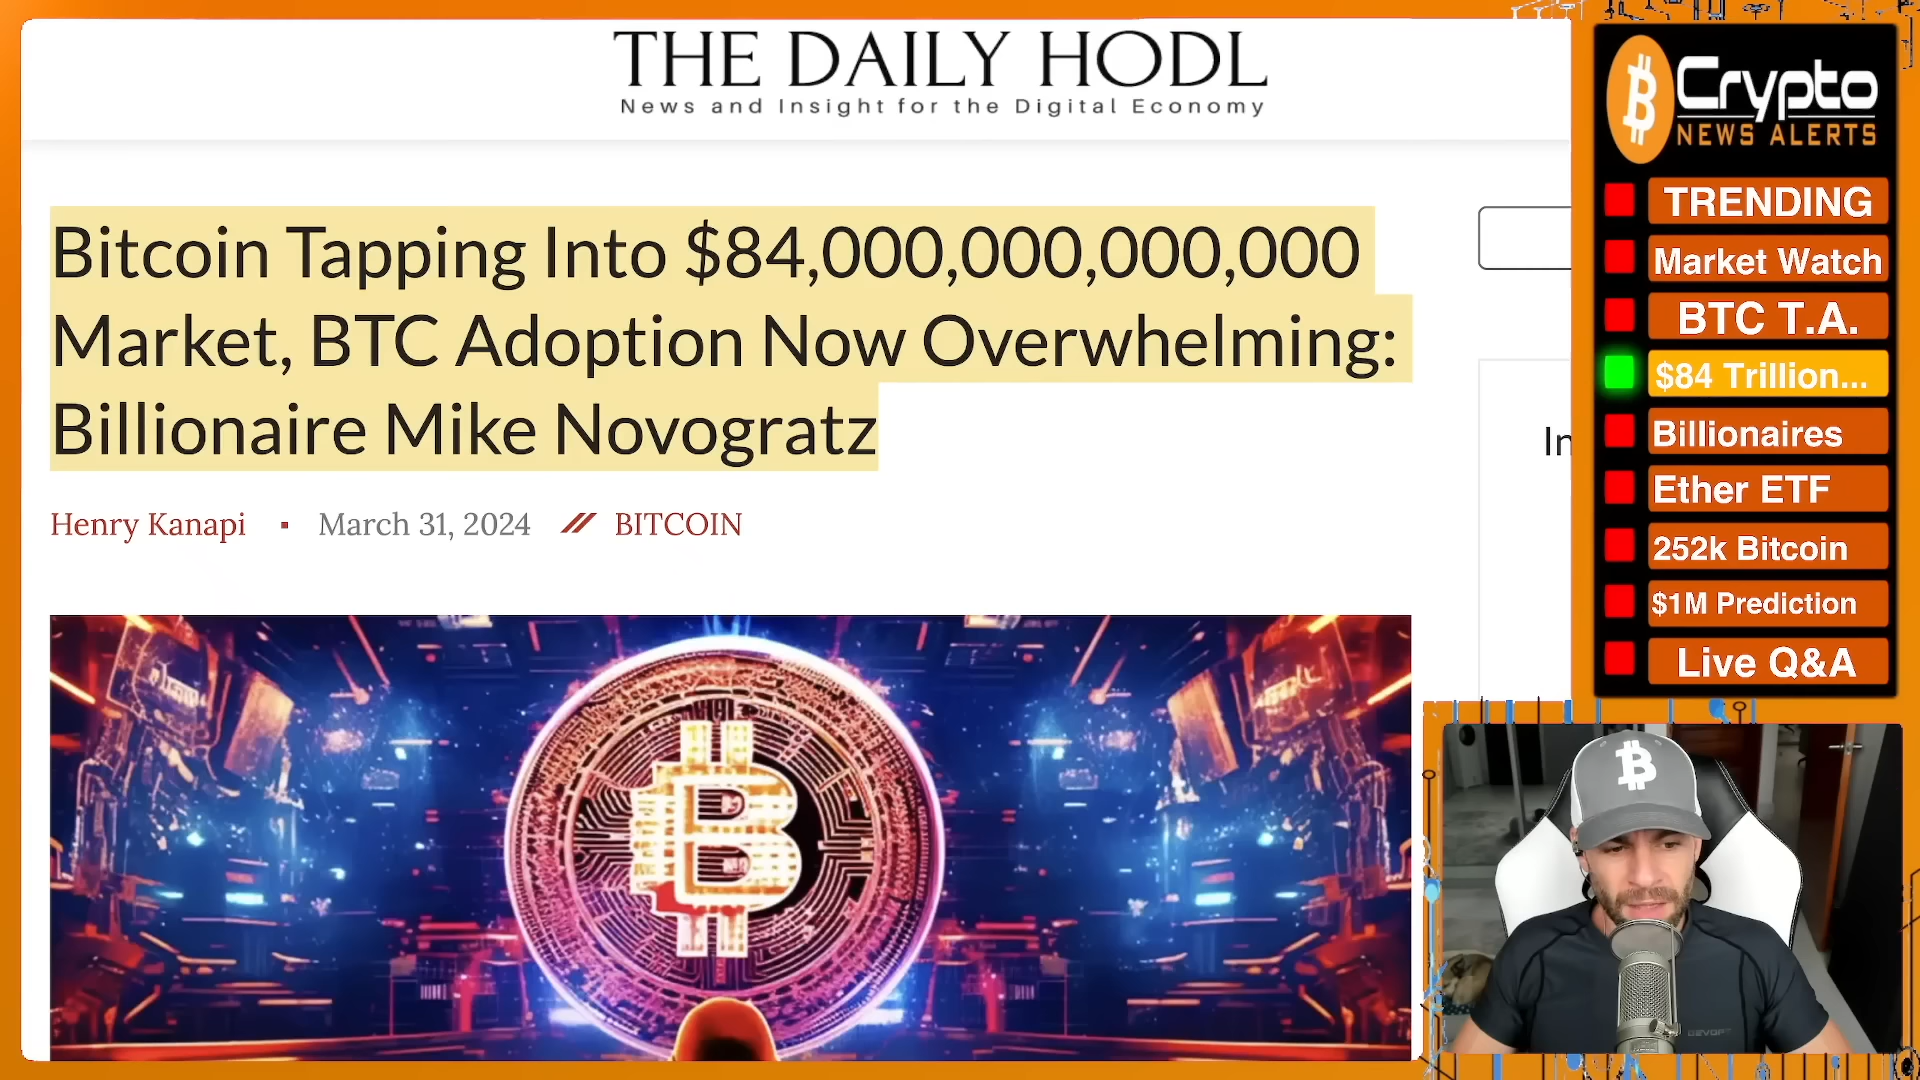 THE DAILY HODL
News and Insight for the Digital Economy
Bitcoin Tapping Into $84,000,000,000,000
Market, BTC Adoption Now Overwhelming:
Billionaire Mike Novogratz
Henry Kanapi ▪ March 31, 2024 // BITCOIN
In
Crypto
NEWS ALERTS
TRENDING
Market Watch
BTC T.A.
$84 Trillion...
Billionaires
Ether ETF
252k Bitcoin
$1M Prediction
Live Q&A